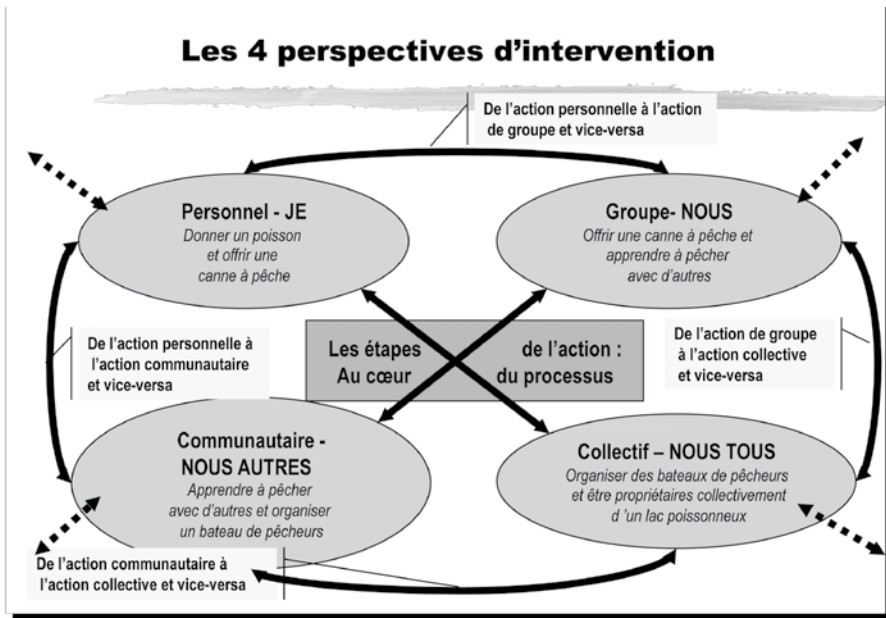 Les 4 perspectives d’intervention
De l’action personnelle à l’action
de groupe et vice-versa
Personnel - JE
Donner un poisson
et offrir une
canne à pêche
Groupe- NOUS
Offrir une canne à pêche et
apprendre à pêcher
avec d’autres
De l’action personnelle à
l’action communautaire
et vice-versa
Les étapes de l’action :
Au cœur du processus
De l’action de groupe
à l’action collective
et vice-versa
Communautaire -
NOUS AUTRES
Apprendre à pêcher
avec d’autres et organiser
un bateau de pêcheurs
Collectif – NOUS TOUS
Organiser des bateaux de pêcheurs
et être propriétaires collectivement
d ’un lac poissonneux
De l’action communautaire à
l’action collective et vice-versa